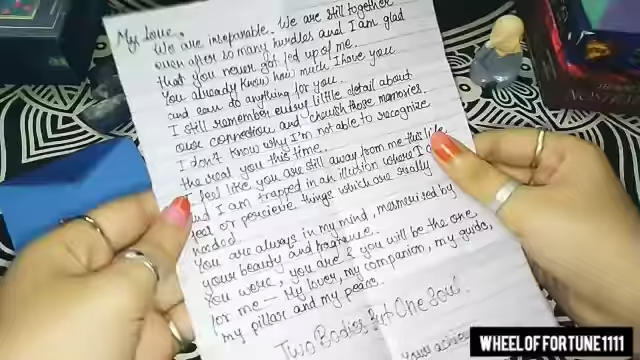 My Love,
We are inseparable. We are still together
even after so many hurdles and I am glad
that you never got fed up of me.
You already know how much I love you
and can do anything for you.
I still remember every little detail about
our connection and cherish those memories.
I don't know why I'm not able to recognize
the real you this time.
I feel like you are still away from me this life
and I am trapped in an illusion where I
feel or percieve things which are really
needed.
You are always in my mind, mesmerised by
your beauty and fragrance.
You were, you are & you will be the one
for me — My lover, my companion, my guide,
my pillar and my peace.
Two Bodies But One Soul
Your
WHEEL OF FORTUNE1111